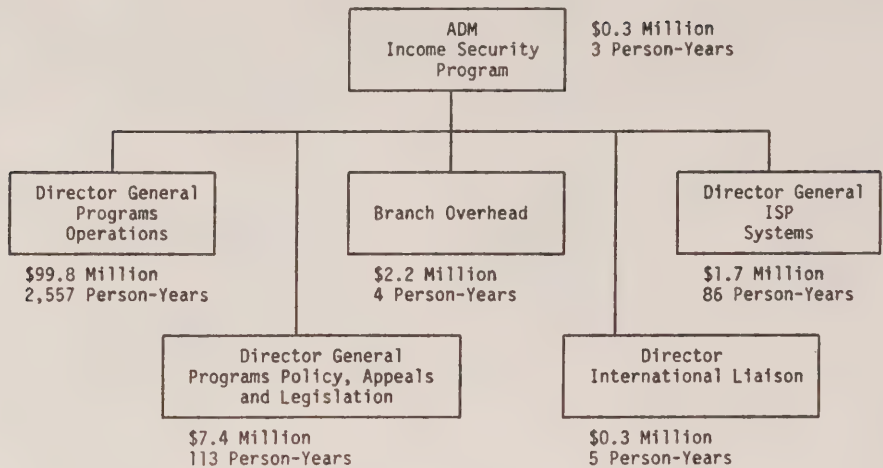 ADM
Income Security
Program
$0.3 Million
3 Person-Years
Director General
Programs
Operations
$99.8 Million
2,557 Person-Years
Branch Overhead
$2.2 Million
4 Person-Years
Director General
ISP
Systems
$1.7 Million
86 Person-Years
Director General
Programs Policy, Appeals
and Legislation
$7.4 Million
113 Person-Years
Director
International Liaison
$0.3 Million
5 Person-Years